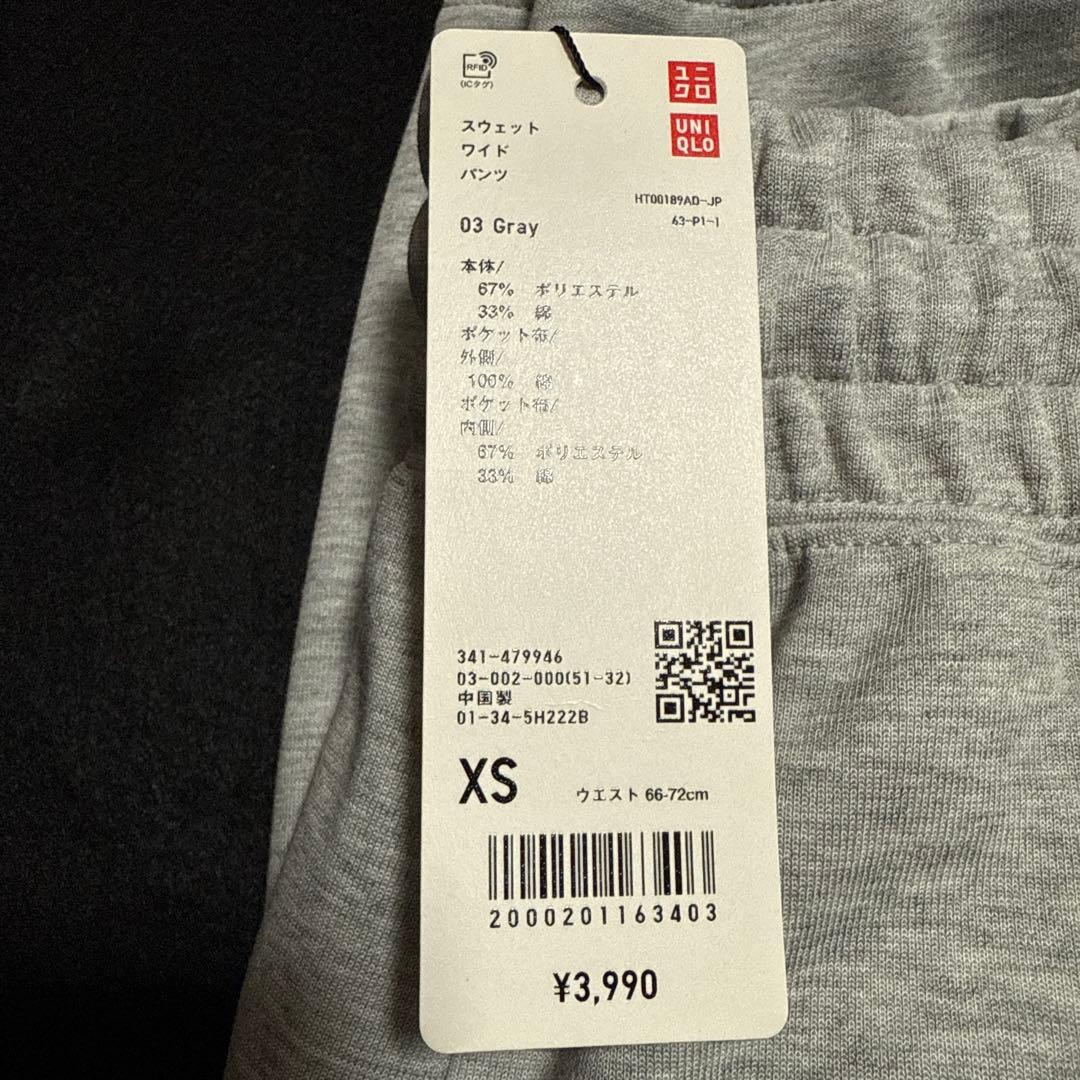 RFID
(ICタグ)
ユニ
クロ
UNI
QLO
スウェット
ワイド
パンツ
HT00189AD-JP
63-P1-1
03 Gray
本体/
67% ポリエステル
33% 綿
ポケット布/
外側/
100% 綿
ポケット布/
内側/
67% ポリエステル
33% 綿
341-479946
03-002-000(51-32)
中国製
01-34-5H222B
XS
ウエスト 66-72cm
2000201163403
¥3,990